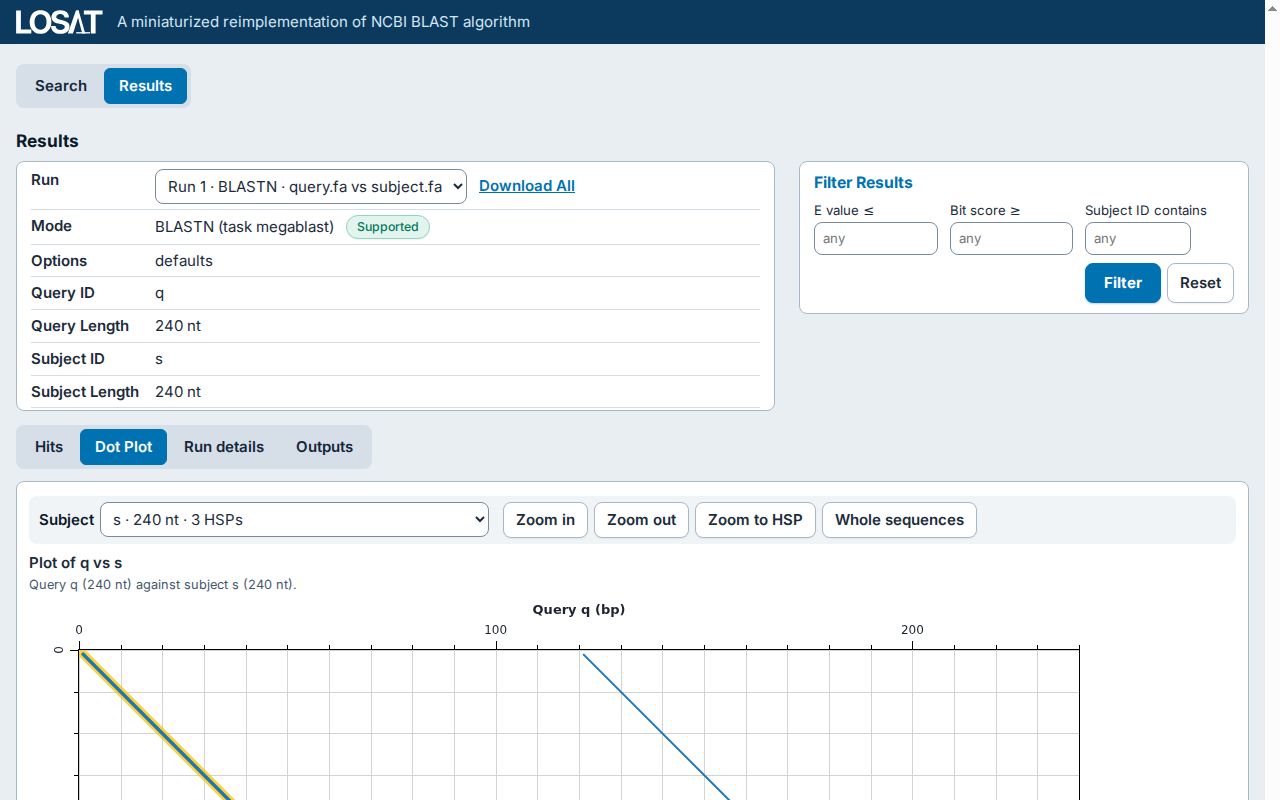 LOSAT A miniaturized reimplementation of NCBI BLAST algorithm
Search Results
Results
Run Run 1 · BLASTN · query.fa vs subject.fa Download All
Mode BLASTN (task megablast) Supported
Options defaults
Query ID q
Query Length 240 nt
Subject ID s
Subject Length 240 nt
Filter Results
E value ≤ Bit score ≥ Subject ID contains
any any any
Filter Reset
Hits Dot Plot Run details Outputs
Subject s · 240 nt · 3 HSPs Zoom in Zoom out Zoom to HSP Whole sequences
Plot of q vs s
Query q (240 nt) against subject s (240 nt).
Query q (bp)
0 100 200
0